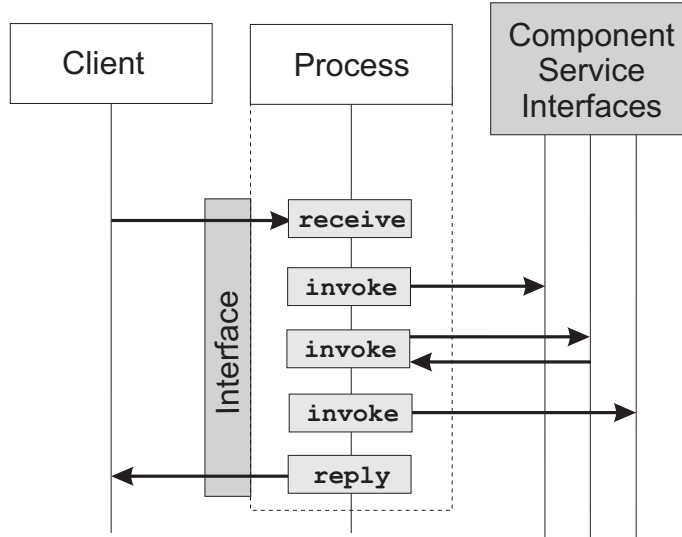 Client
Process
Component
Service
Interfaces
Interface
receive
invoke
invoke
invoke
reply